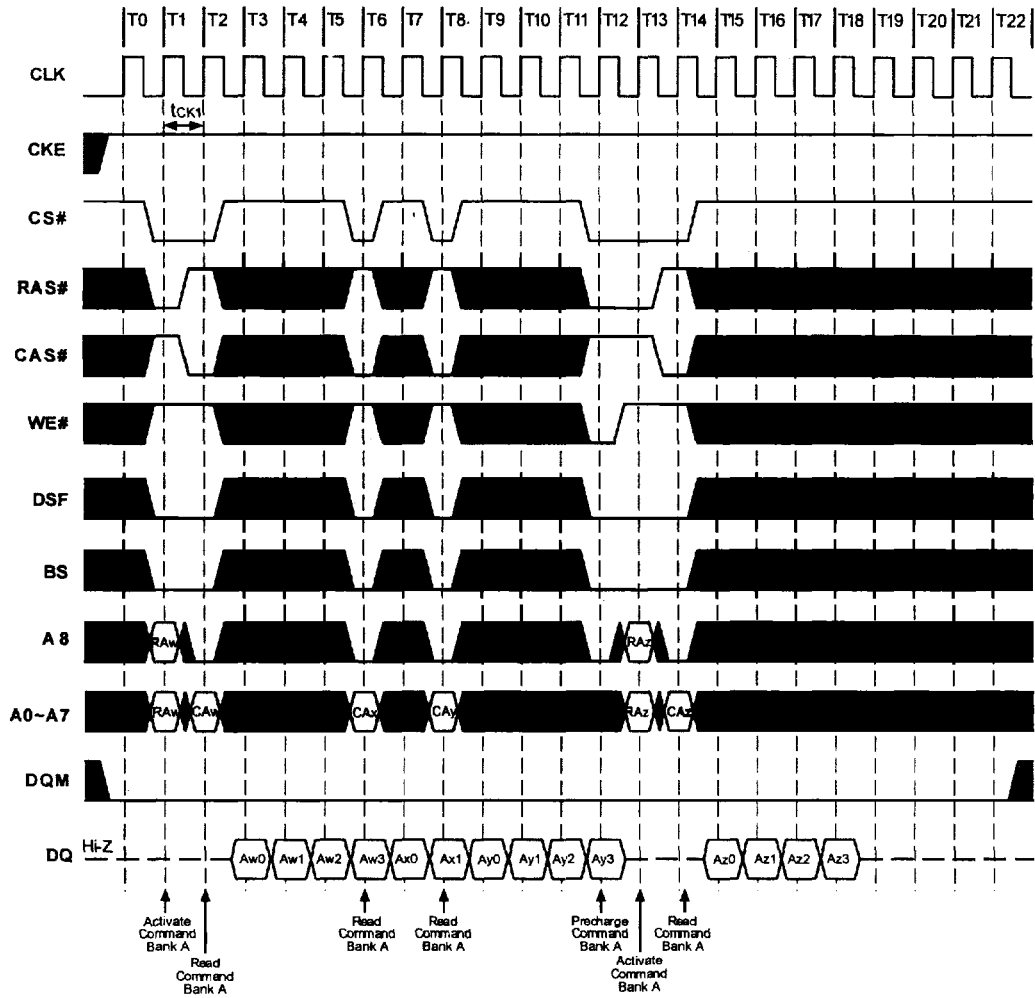 T0 T1 T2 T3 T4 T5 T6 T7 T8 T9 T10 T11 T12 T13 T14 T15 T16 T17 T18 T19 T20 T21 T22
CLK
tCK1
CKE
CS#
RAS#
CAS#
WE#
DSF
BS
A8 RAw RAz
A0~A7 RAw CAw CAx CAy RAz CAz
DQM
DQ Hi-Z Aw0 Aw1 Aw2 Aw3 Ax0 Ax1 Ay0 Ay1 Ay2 Ay3 Az0 Az1 Az2 Az3
Activate
Command
Bank A
Read
Command
Bank A
Read
Command
Bank A
Read
Command
Bank A
Precharge
Command
Bank A
Activate
Command
Bank A
Read
Command
Bank A